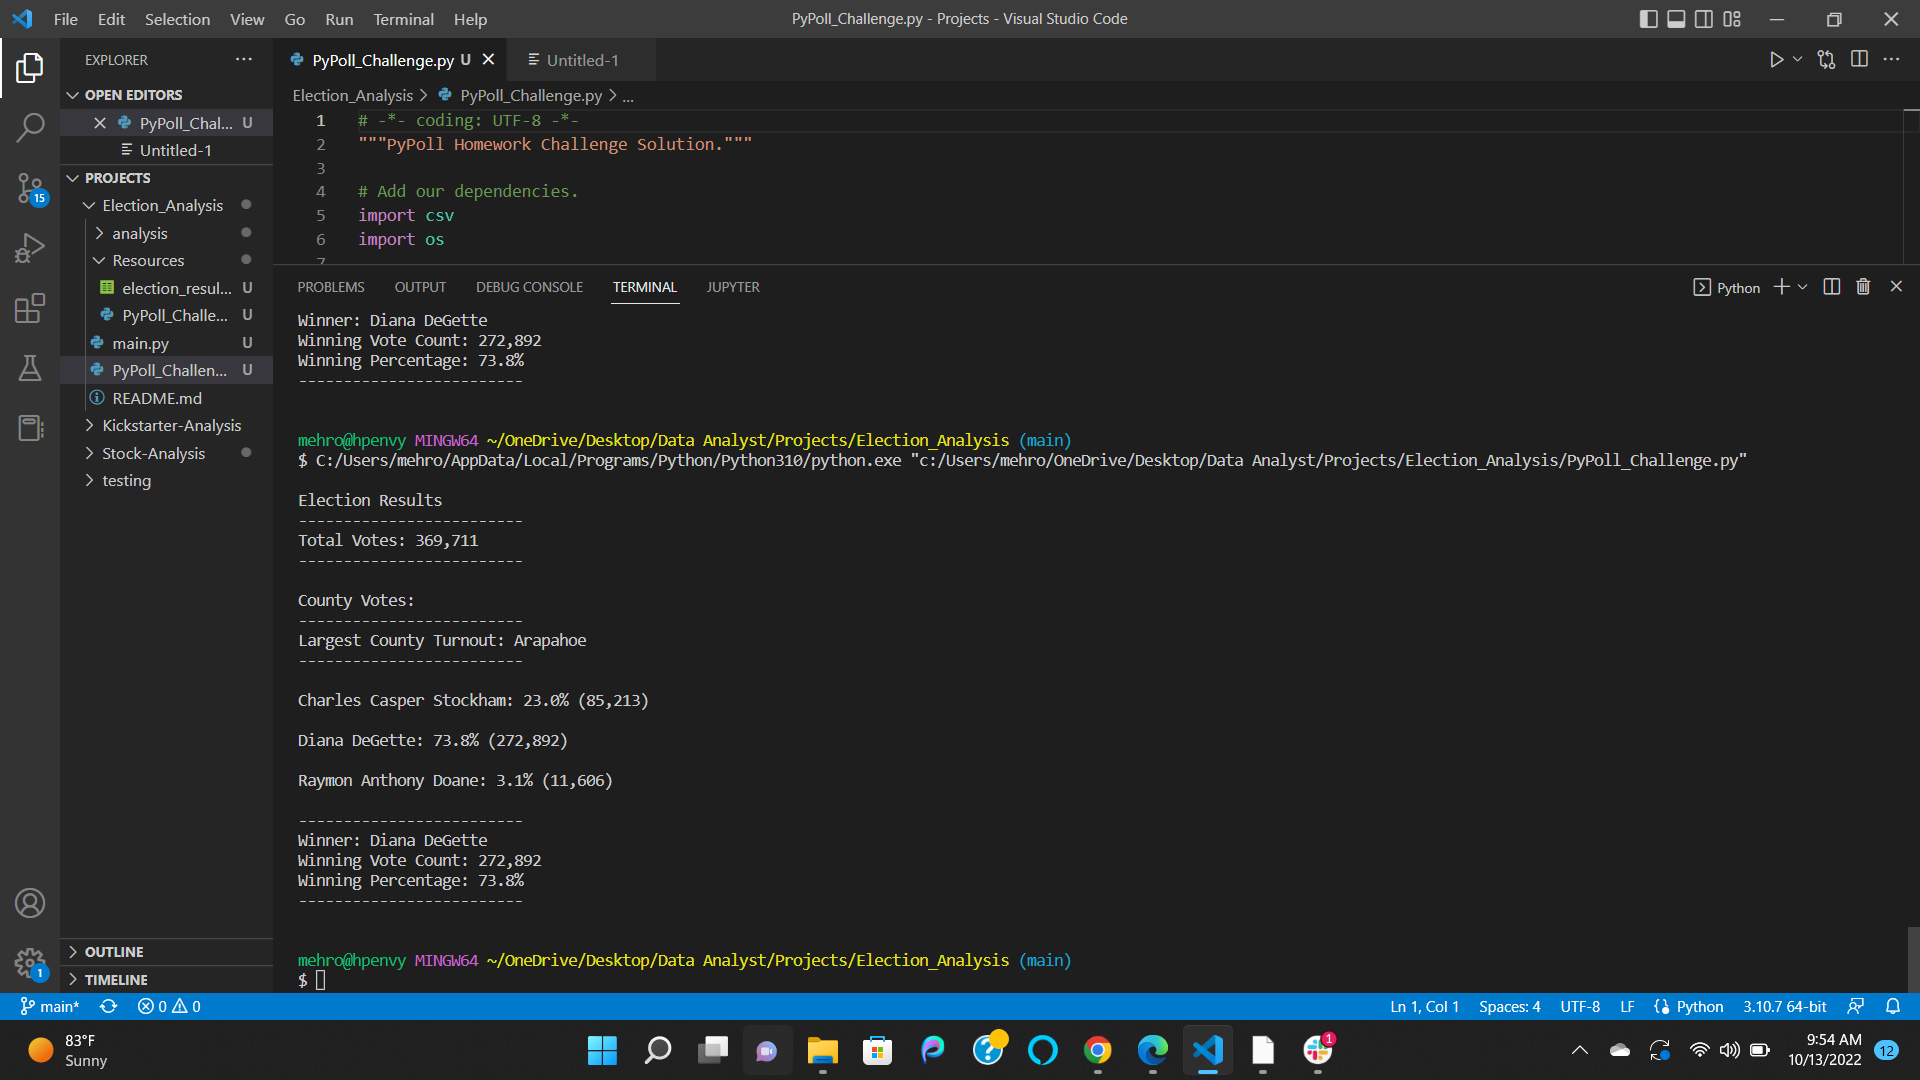 File Edit Selection View Go Run Terminal Help
PyPoll_Challenge.py - Projects - Visual Studio Code
EXPLORER
OPEN EDITORS
PyPoll_Chal... U
Untitled-1
PROJECTS
Election_Analysis
analysis
Resources
election_resul... U
PyPoll_Challe... U
main.py U
PyPoll_Challen... U
README.md
Kickstarter-Analysis
Stock-Analysis
testing
OUTLINE
TIMELINE
15
1
PyPoll_Challenge.py U
Untitled-1
Election_Analysis > PyPoll_Challenge.py > ...
1 # -*- coding: UTF-8 -*-
2 """PyPoll Homework Challenge Solution."""
3
4 # Add our dependencies.
5 import csv
6 import os
7
PROBLEMS OUTPUT DEBUG CONSOLE TERMINAL JUPYTER
Python
Winner: Diana DeGette
Winning Vote Count: 272,892
Winning Percentage: 73.8%
-------------------------
mehro@hpenvy MINGW64 ~/OneDrive/Desktop/Data Analyst/Projects/Election_Analysis (main)
$ C:/Users/mehro/AppData/Local/Programs/Python/Python310/python.exe "c:/Users/mehro/OneDrive/Desktop/Data Analyst/Projects/Election_Analysis/PyPoll_Challenge.py"
Election Results
-------------------------
Total Votes: 369,711
-------------------------
County Votes:
-------------------------
Largest County Turnout: Arapahoe
-------------------------
Charles Casper Stockham: 23.0% (85,213)
Diana DeGette: 73.8% (272,892)
Raymon Anthony Doane: 3.1% (11,606)
-------------------------
Winner: Diana DeGette
Winning Vote Count: 272,892
Winning Percentage: 73.8%
-------------------------
mehro@hpenvy MINGW64 ~/OneDrive/Desktop/Data Analyst/Projects/Election_Analysis (main)
$
main* 0 0
Ln 1, Col 1 Spaces: 4 UTF-8 LF Python 3.10.7 64-bit
83°F
Sunny
1
9:54 AM
10/13/2022
12